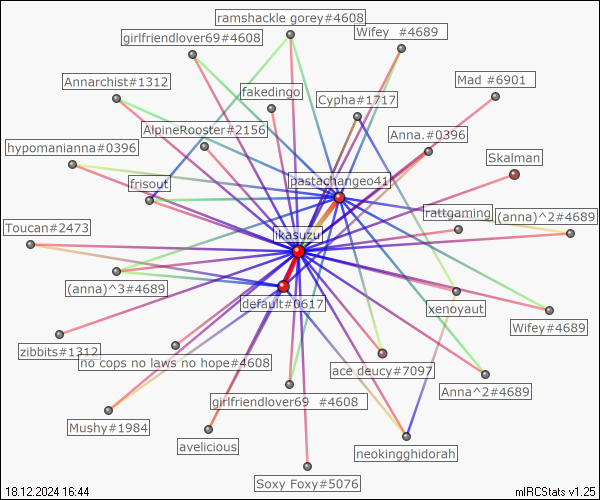 ramshackle gorey#4608
Wifey  #4689
girlfriendlover69#4608
Annarchist#1312
fakedingo
Mad #6901
Cypha#1717
AlpineRooster#2156
Anna.#0396
hypomanianna#0396
Skalman
frisout
pastachangeo41
rattgaming
(anna)^2#4689
Toucan#2473
ikasuzu
(anna)^3#4689
default#0617
xenoyaut
Wifey#4689
zibbits#1312
no cops no laws no hope#4608
ace deucy#7097
Anna^2#4689
girlfriendlover69  #4608
Mushy#1984
avelicious
neokingghidorah
Soxy Foxy#5076
18.12.2024 16:44
mIRCStats v1.25